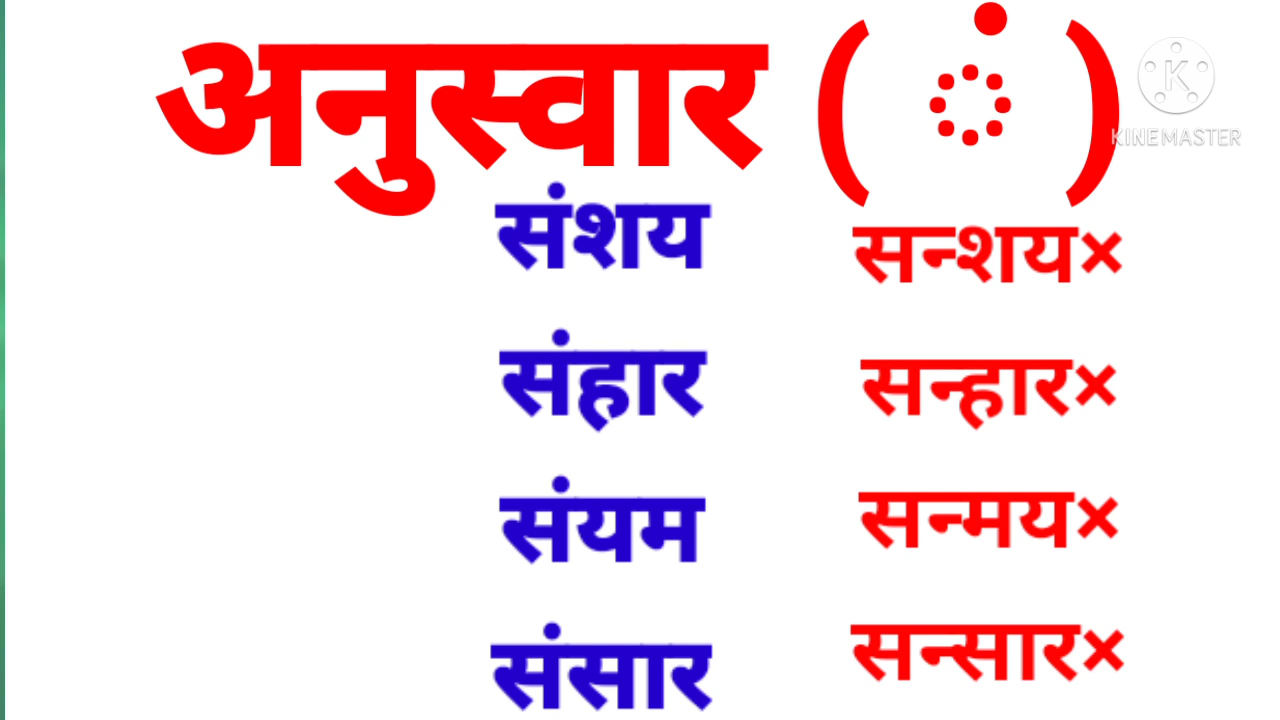 अनुस्वार ( ं )
K
KINEMASTER
संशय सन्शय×
संहार सन्हार×
संयम सन्मय×
संसार सन्सार×